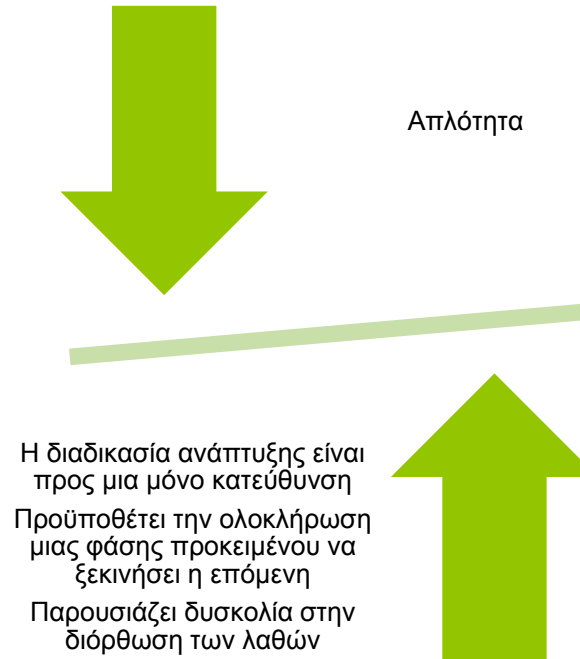 Απλότητα
Η διαδικασία ανάπτυξης είναι
προς μια μόνο κατεύθυνση
Προϋποθέτει την ολοκλήρωση
μιας φάσης προκειμένου να
ξεκινήσει η επόμενη
Παρουσιάζει δυσκολία στην
διόρθωση των λαθών